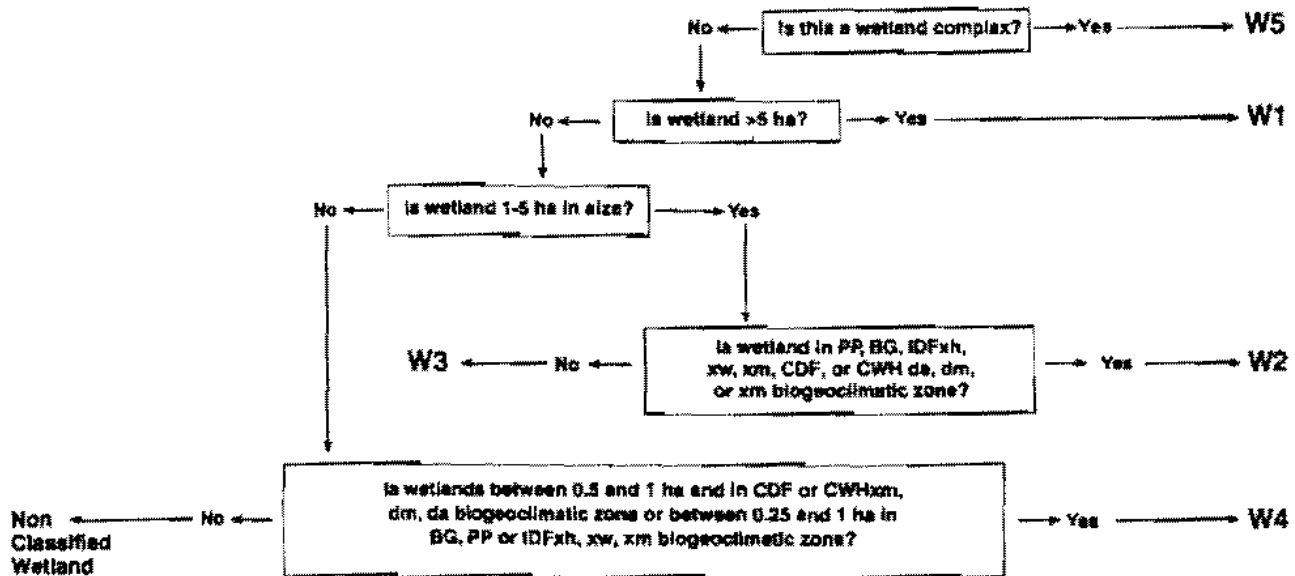 No Is this a wetland complex? Yes W5
No Is wetland >5 ha? Yes W1
No Is wetland 1-5 ha in size? Yes
W3 No Is wetland in PP, BG, IDFxh, Yes W2
xw, xm, CDF, or CWH ds, dm,
or xm biogeoclimatic zone?
Is wetlands between 0.5 and 1 ha and in CDF or CWHxm,
dm, ds biogeoclimatic zone or between 0.25 and 1 ha in
BG, PP or IDFxh, xw, xm biogeoclimatic zone?
Non No Yes W4
Classified
Wetland